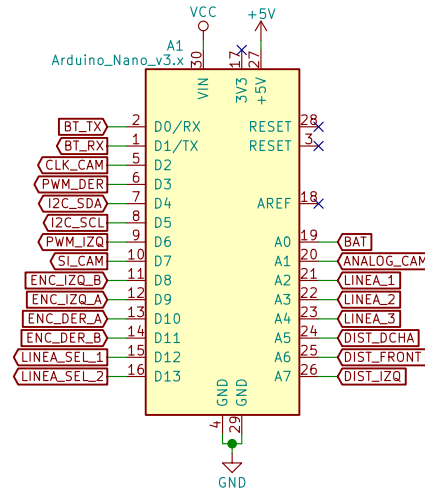 VCC
+5V
A1
Arduino_Nano_v3.x
30
17
27
VIN
3V3
+5V
BT_TX 2 D0/RX RESET 28
BT_RX 1 D1/TX RESET 3
CLK_CAM 5 D2
PWM_DER 6 D3
I2C_SDA 7 D4 AREF 18
I2C_SCL 8 D5
PWM_IZQ 9 D6 A0 19 BAT
SI_CAM 10 D7 A1 20 ANALOG_CAM
ENC_IZQ_B 11 D8 A2 21 LINEA_1
ENC_IZQ_A 12 D9 A3 22 LINEA_2
ENC_DER_A 13 D10 A4 23 LINEA_3
ENC_DER_B 14 D11 A5 24 DIST_DCHA
LINEA_SEL_1 15 D12 A6 25 DIST_FRONT
LINEA_SEL_2 16 D13 A7 26 DIST_IZQ
GND
GND
4
29
GND